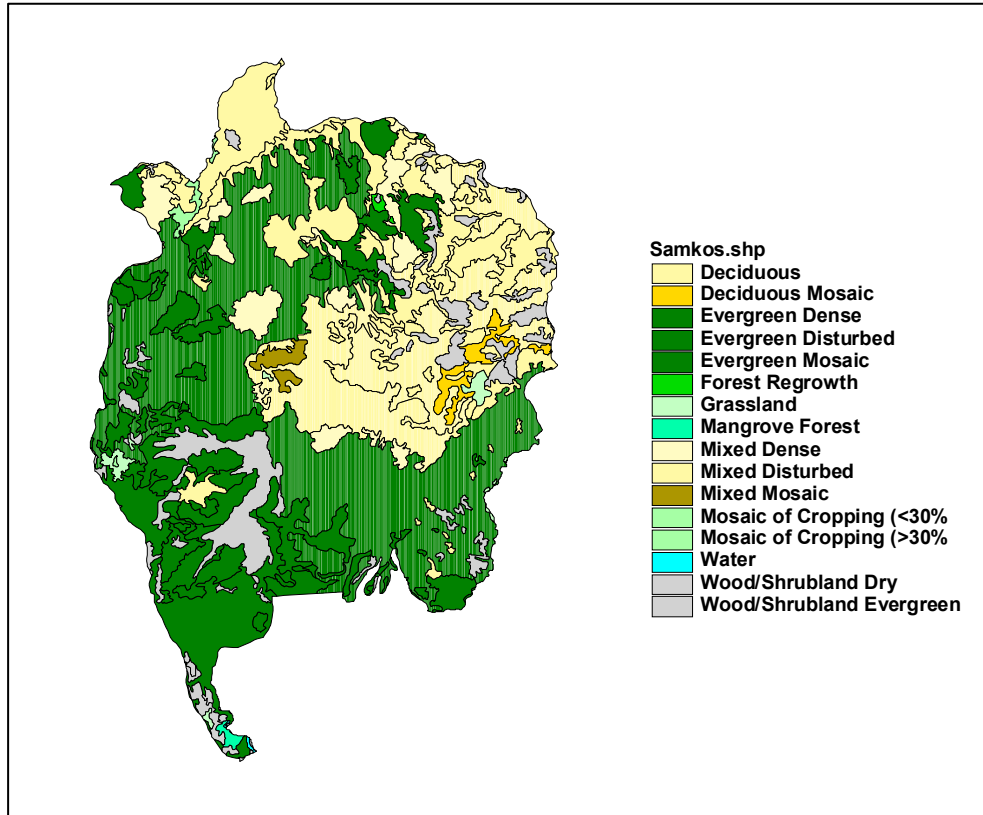 Samkos.shp
Deciduous
Deciduous Mosaic
Evergreen Dense
Evergreen Disturbed
Evergreen Mosaic
Forest Regrowth
Grassland
Mangrove Forest
Mixed Dense
Mixed Disturbed
Mixed Mosaic
Mosaic of Cropping (<30%
Mosaic of Cropping (>30%
Water
Wood/Shrubland Dry
Wood/Shrubland Evergreen